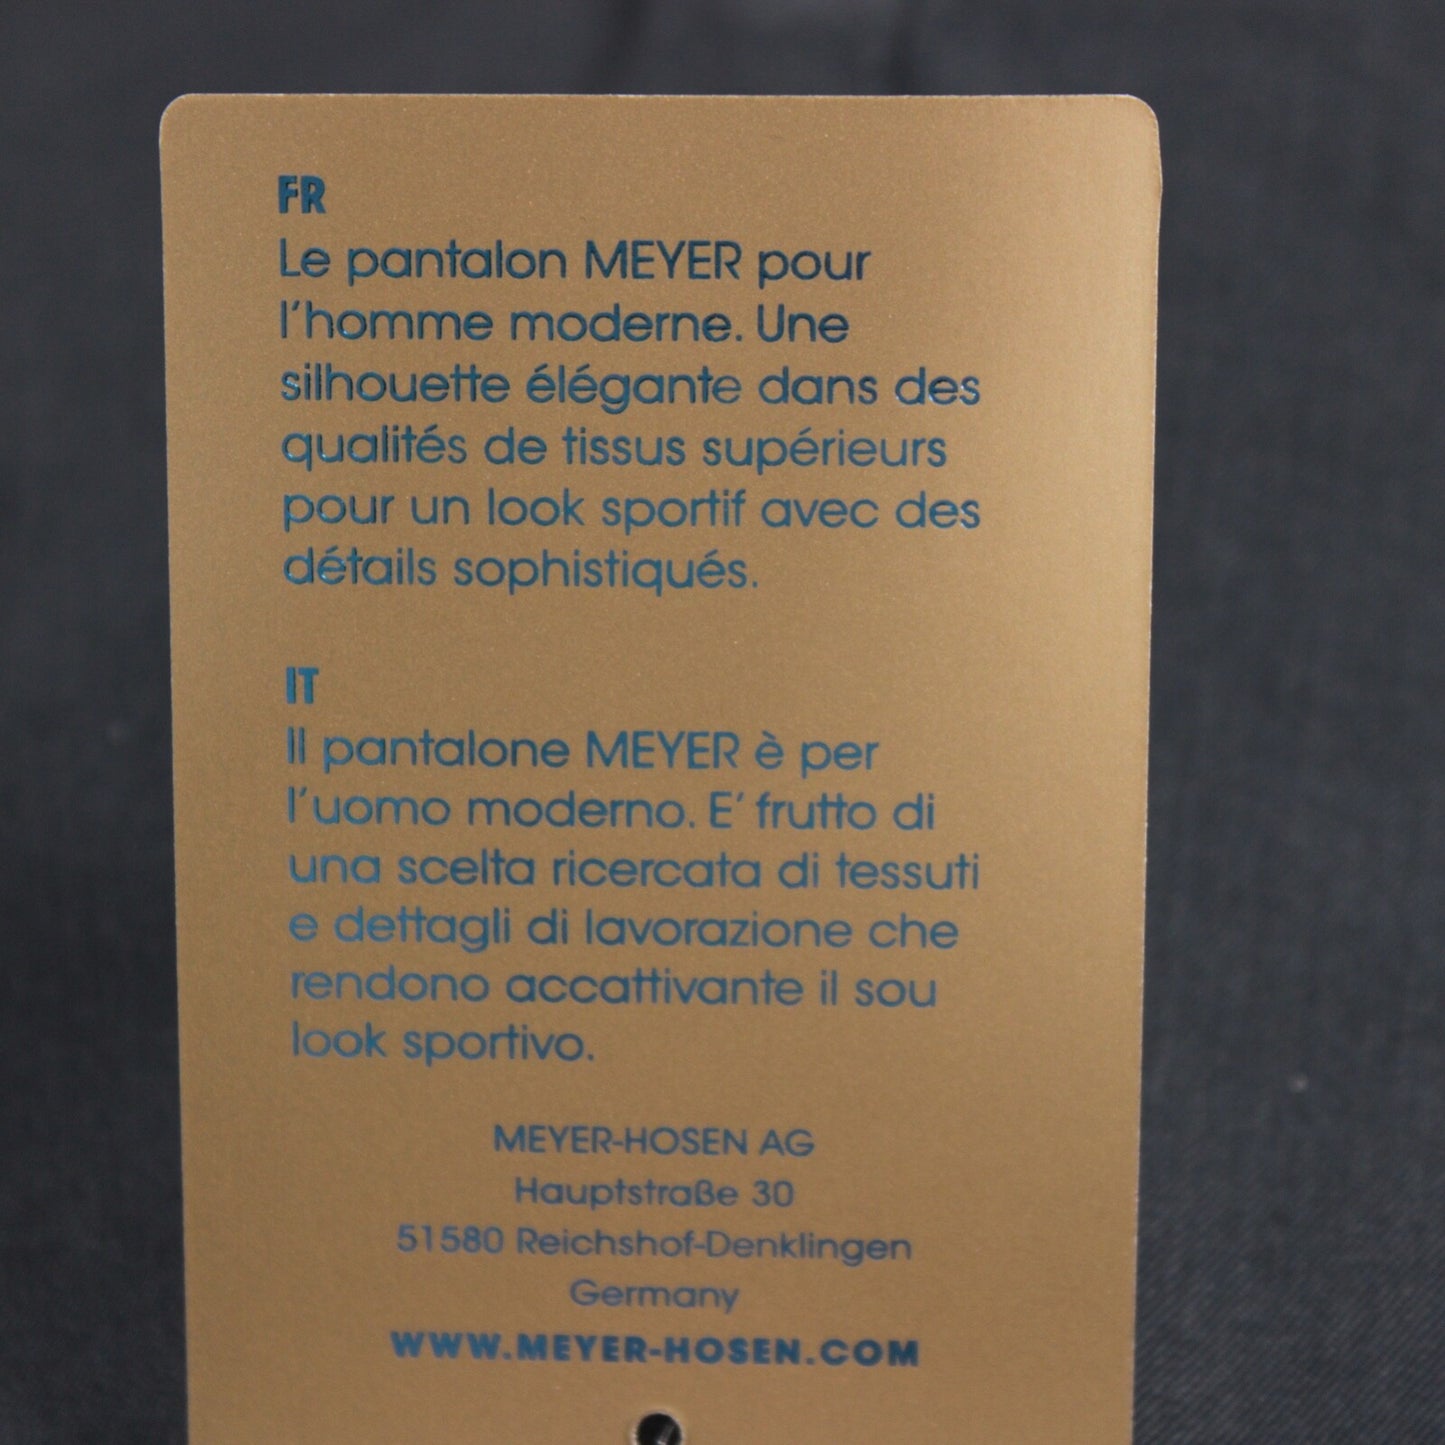 FR
Le pantalon MEYER pour
l'homme moderne. Une
silhouette élégante dans des
qualités de tissus supérieurs
pour un look sportif avec des
détails sophistiqués.
IT
Il pantalone MEYER è per
l'uomo moderno. E' frutto di
una scelta ricercata di tessuti
e dettagli di lavorazione che
rendono accattivante il sou
look sportivo.
MEYER-HOSEN AG
Hauptstraße 30
51580 Reichshof-Denklingen
Germany
WWW.MEYER-HOSEN.COM